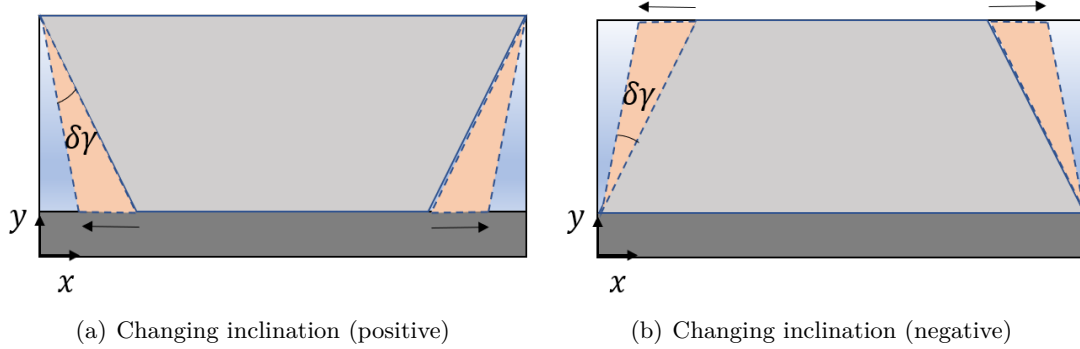 δγ
y
x
δγ
y
x
(a) Changing inclination (positive)
(b) Changing inclination (negative)